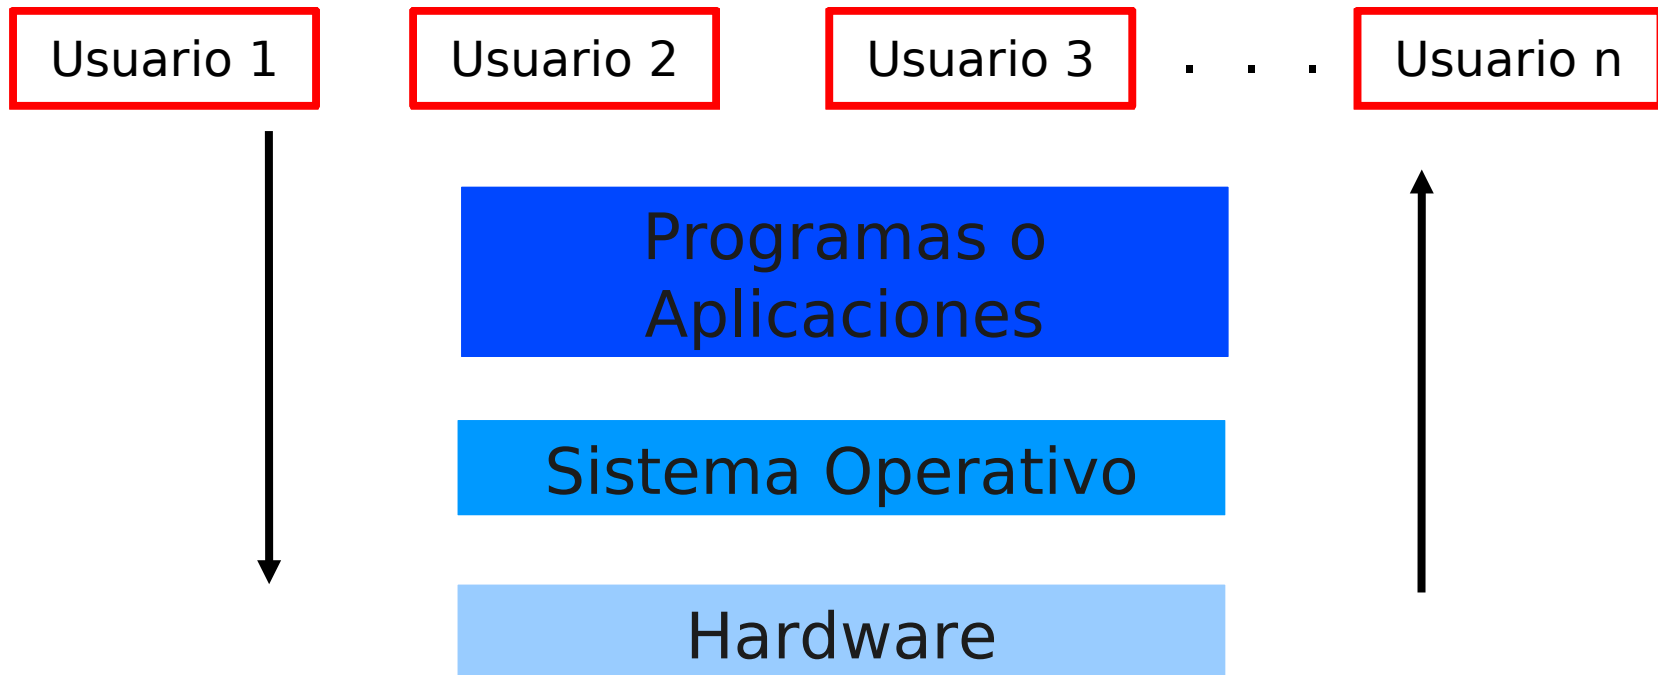 Usuario 1 Usuario 2 Usuario 3 . . . Usuario n
Programas o
Aplicaciones
Sistema Operativo
Hardware